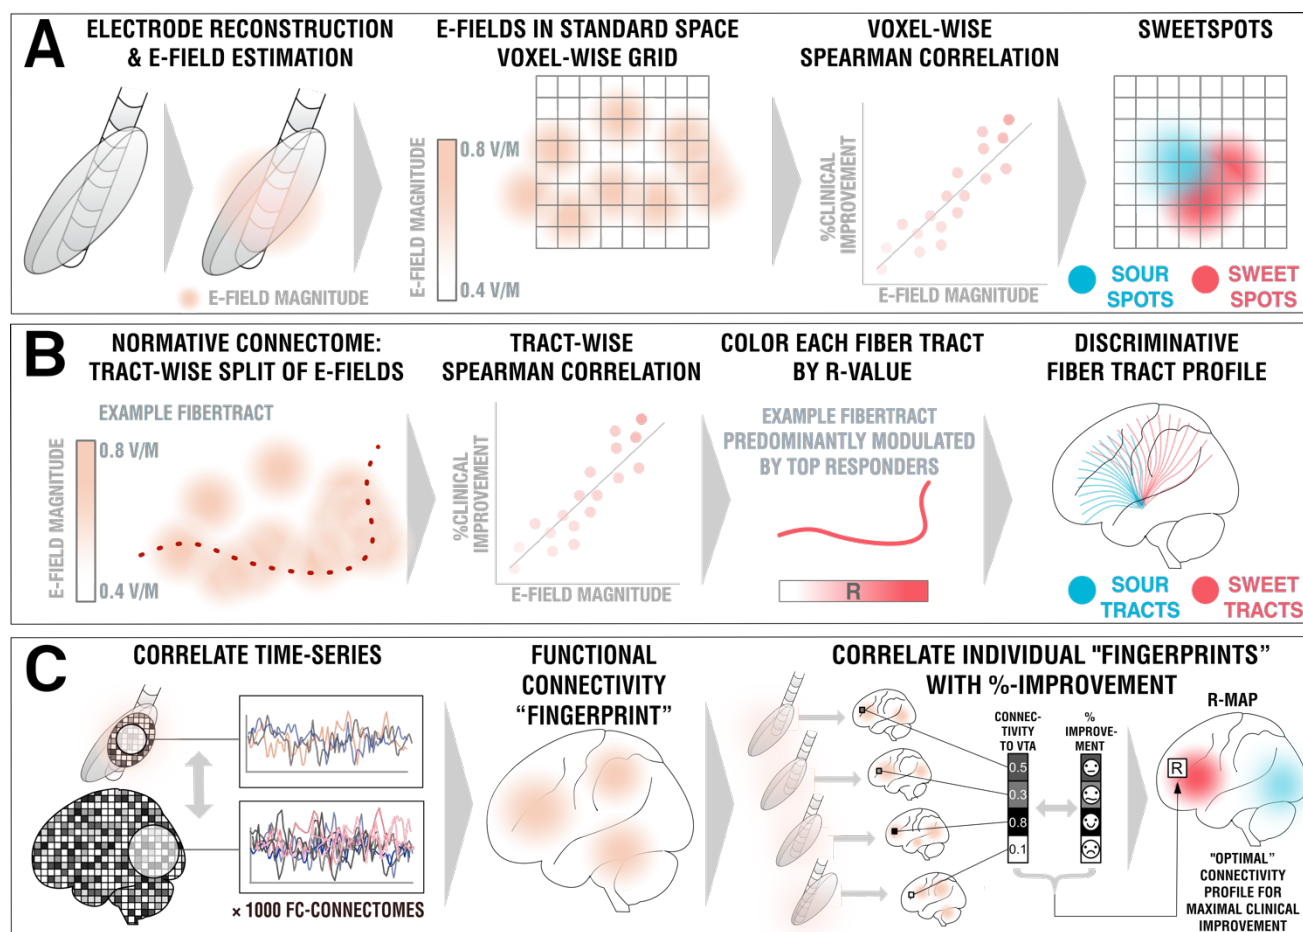 A
ELECTRODE RECONSTRUCTION
& E-FIELD ESTIMATION
E-FIELD MAGNITUDE
E-FIELDS IN STANDARD SPACE
VOXEL-WISE GRID
E-FIELD MAGNITUDE
0.8 V/M
0.4 V/M
VOXEL-WISE
SPEARMAN CORRELATION
%CLINICAL
IMPROVEMENT
E-FIELD MAGNITUDE
SWEETSPOTS
SOUR
SPOTS
SWEET
SPOTS
B
NORMATIVE CONNECTOME:
TRACT-WISE SPLIT OF E-FIELDS
EXAMPLE FIBERTRACT
E-FIELD MAGNITUDE
0.8 V/M
0.4 V/M
TRACT-WISE
SPEARMAN CORRELATION
%CLINICAL
IMPROVEMENT
E-FIELD MAGNITUDE
COLOR EACH FIBER TRACT
BY R-VALUE
EXAMPLE FIBERTRACT
PREDOMINANTLY MODULATED
BY TOP RESPONDERS
R
DISCRIMINATIVE
FIBER TRACT PROFILE
SOUR
TRACTS
SWEET
TRACTS
C
CORRELATE TIME-SERIES
× 1000 FC-CONNECTOMES
FUNCTIONAL
CONNECTIVITY
“FINGERPRINT”
CORRELATE INDIVIDUAL "FINGERPRINTS”
WITH %-IMPROVEMENT
CONNEC-
TIVITY
TO VTA
0.5
0.3
0.8
0.1
%
IMPROVE-
MENT
R-MAP
R
"OPTIMAL”
CONNECTIVITY
PROFILE FOR
MAXIMAL CLINICAL
IMPROVEMENT